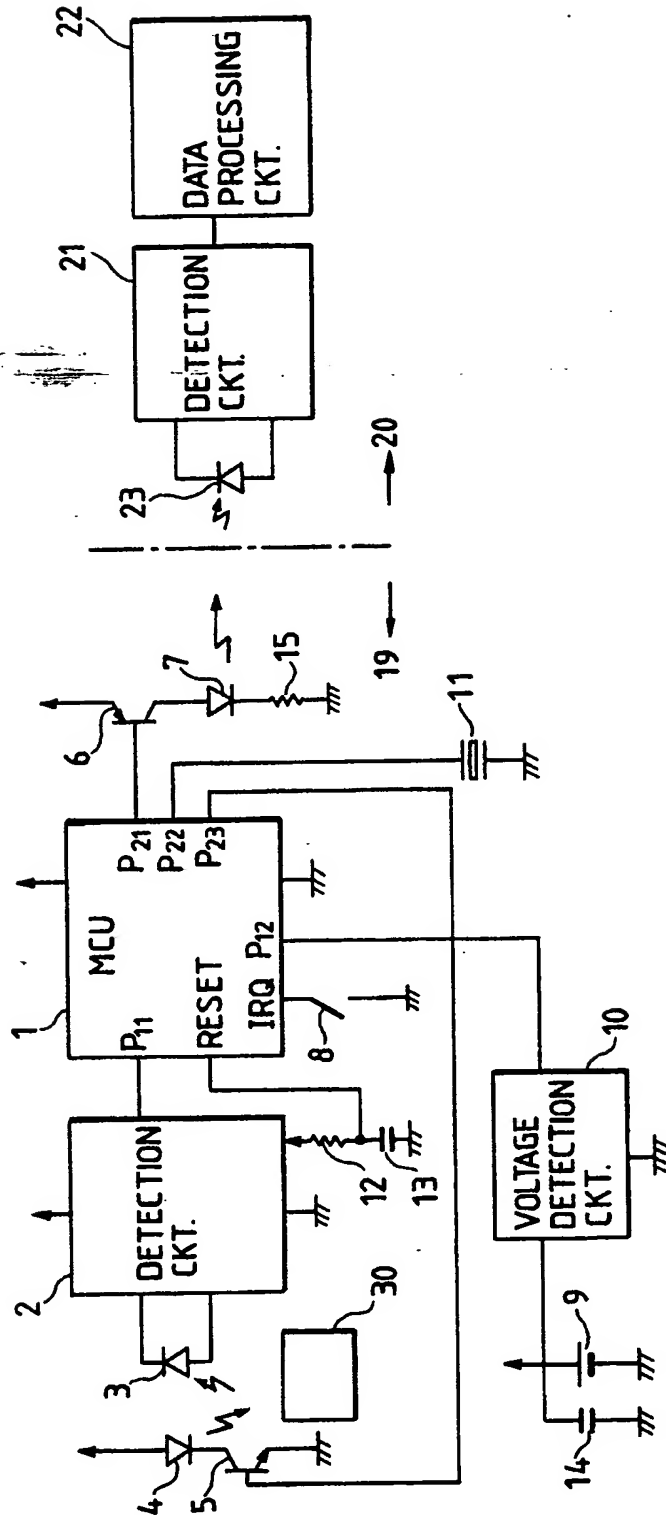 22
DATA
PROCESSING
CKT.
21
DETECTION
CKT.
23
20
19
7
15
6
11
1
MCU
P11
RESET
IRQ
P12
P21
P22
P23
8
2
DETECTION
CKT.
3
12
13
30
4
5
10
VOLTAGE
DETECTION
CKT.
9
14